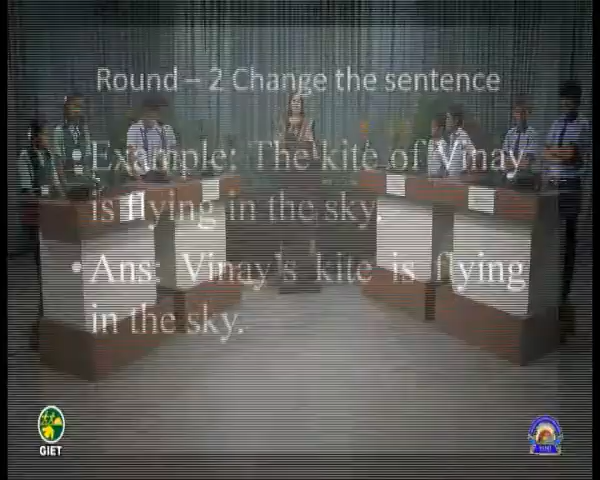 Round – 2 Change the sentence
• Example: The kite of Vinay
is flying in the sky.
• Ans: Vinay's kite is flying
in the sky.
GIET